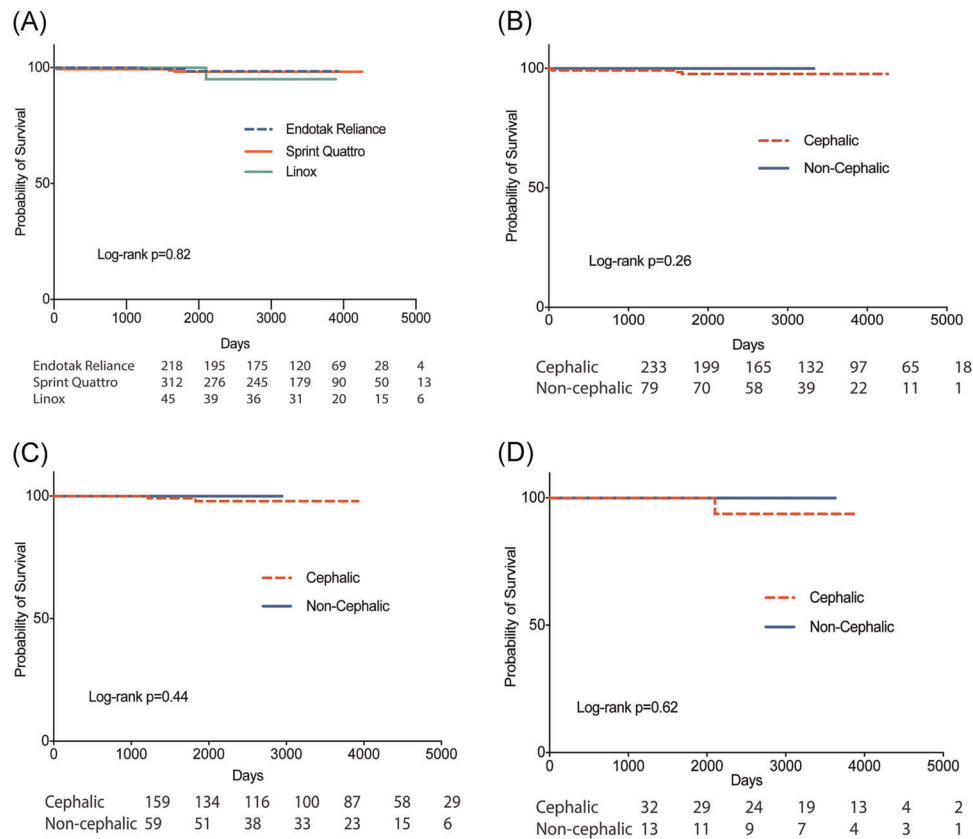 (A)
Probability of Survival
100
50
0
Endotak Reliance
Sprint Quattro
Linox
Log-rank p=0.82
0 1000 2000 3000 4000 5000
Days
Endotak Reliance 218 195 175 120 69 28 4
Sprint Quattro 312 276 245 179 90 50 13
Linox 45 39 36 31 20 15 6
(B)
Probability of Survival
100
50
0
Cephalic
Non-Cephalic
Log-rank p=0.26
0 1000 2000 3000 4000 5000
Days
Cephalic 233 199 165 132 97 65 18
Non-cephalic 79 70 58 39 22 11 1
(C)
Probability of Survival
100
50
0
Cephalic
Non-Cephalic
Log-rank p=0.44
0 1000 2000 3000 4000 5000
Days
Cephalic 159 134 116 100 87 58 29
Non-cephalic 59 51 38 33 23 15 6
(D)
Probability of Survival
100
50
0
Cephalic
Non-Cephalic
Log-rank p=0.62
0 1000 2000 3000 4000 5000
Days
Cephalic 32 29 24 19 13 4 2
Non-cephalic 13 11 9 7 4 3 1